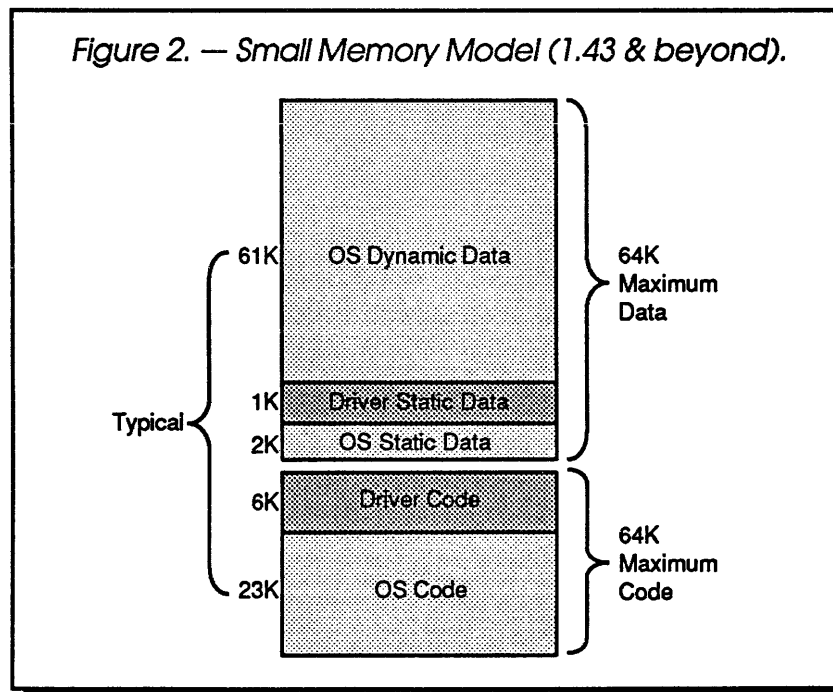 Figure 2. — Small Memory Model (1.43 & beyond).
61K
OS Dynamic Data
64K
Maximum
Data
Typical
1K
Driver Static Data
2K
OS Static Data
6K
Driver Code
23K
OS Code
64K
Maximum
Code